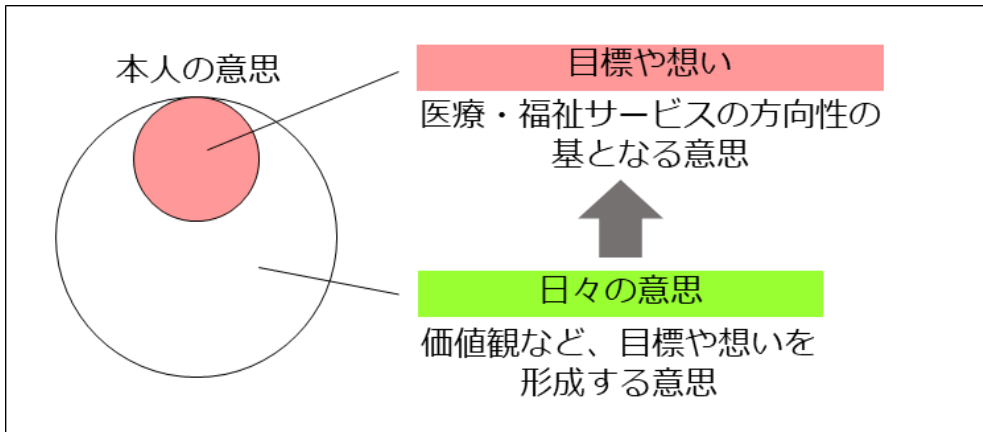 本人の意思
目標や想い
医療・福祉サービスの方向性の
基となる意思
日々の意思
価値観など、目標や想いを
形成する意思